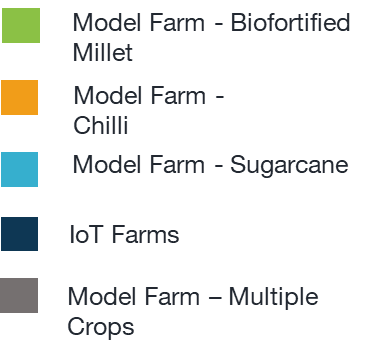 Model Farm - Biofortified
Millet
Model Farm -
Chilli
Model Farm - Sugarcane
IoT Farms
Model Farm – Multiple
Crops